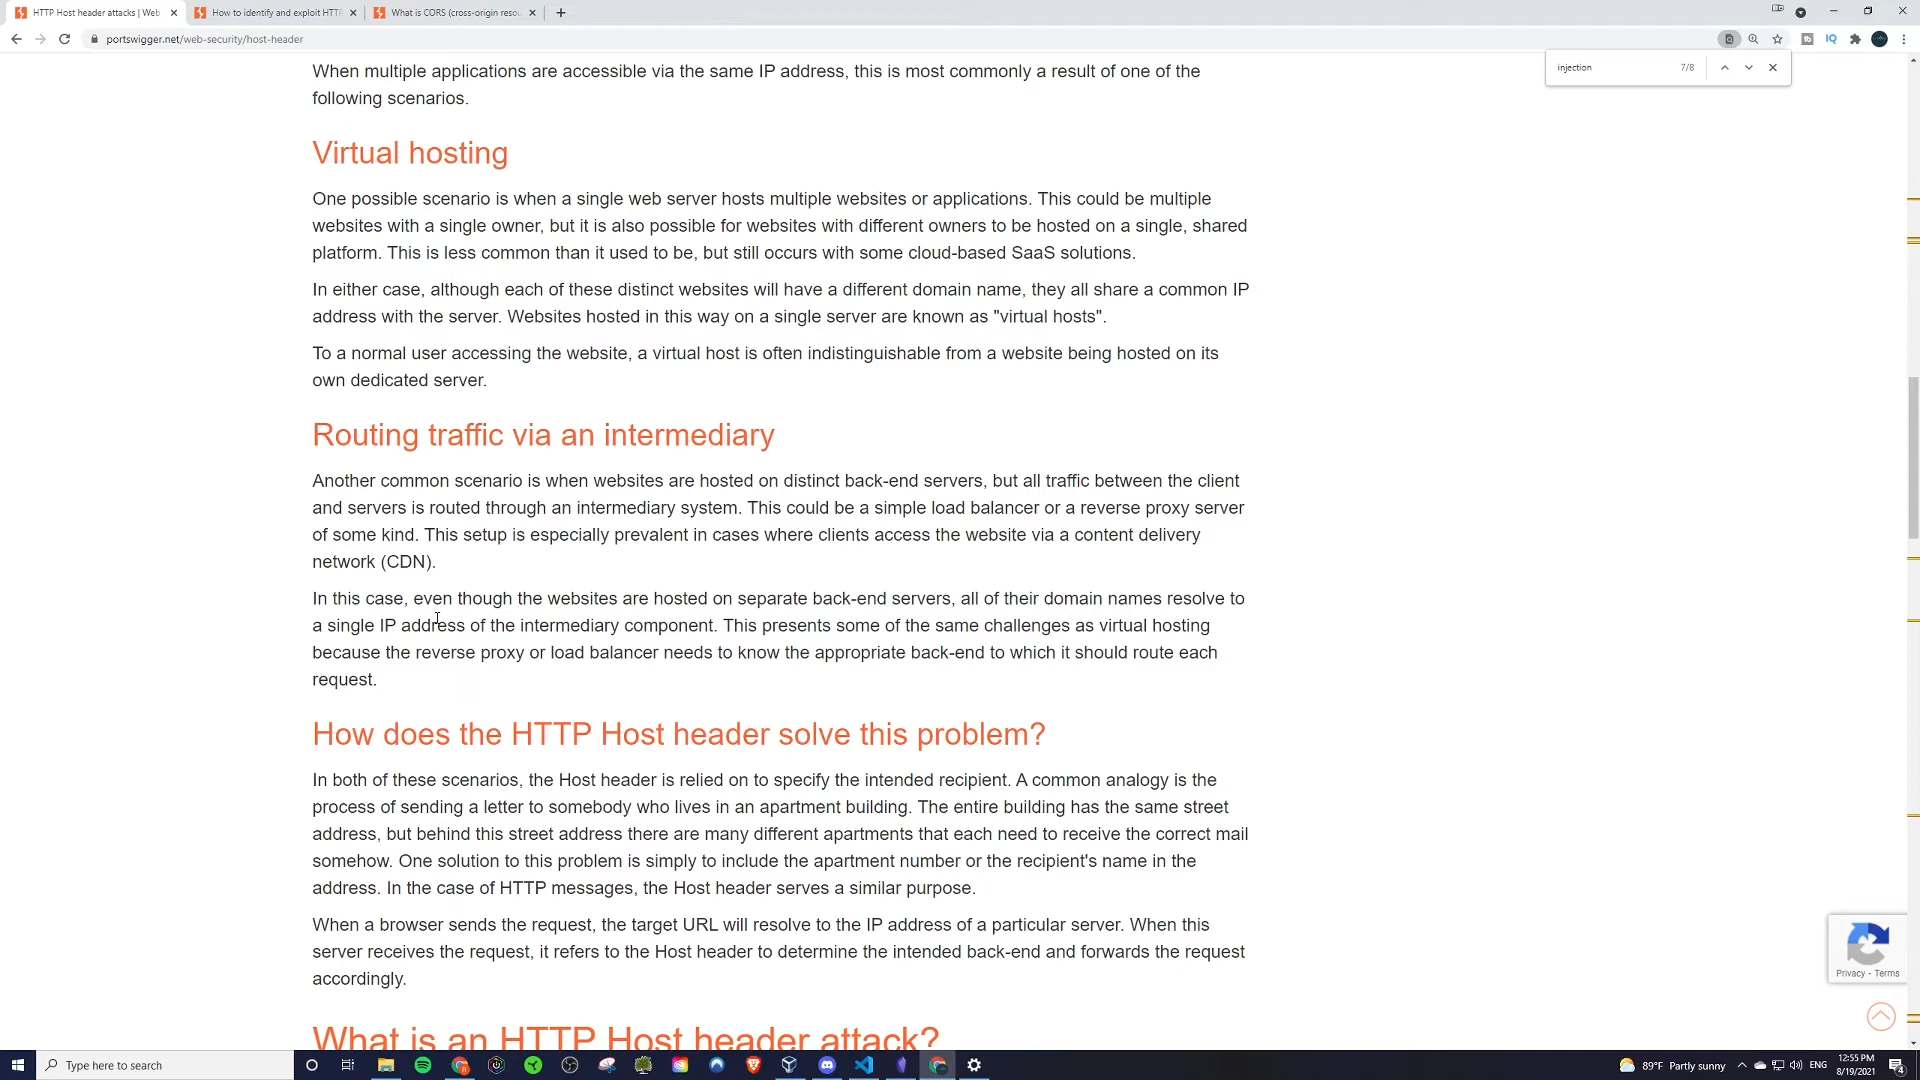 HTTP Host header attacks | Web
How to identify and exploit HTTP
What is CORS (cross-origin resou
portswigger.net/web-security/host-header
injection 7/8
When multiple applications are accessible via the same IP address, this is most commonly a result of one of the
following scenarios.
Virtual hosting
One possible scenario is when a single web server hosts multiple websites or applications. This could be multiple
websites with a single owner, but it is also possible for websites with different owners to be hosted on a single, shared
platform. This is less common than it used to be, but still occurs with some cloud-based SaaS solutions.
In either case, although each of these distinct websites will have a different domain name, they all share a common IP
address with the server. Websites hosted in this way on a single server are known as "virtual hosts".
To a normal user accessing the website, a virtual host is often indistinguishable from a website being hosted on its
own dedicated server.
Routing traffic via an intermediary
Another common scenario is when websites are hosted on distinct back-end servers, but all traffic between the client
and servers is routed through an intermediary system. This could be a simple load balancer or a reverse proxy server
of some kind. This setup is especially prevalent in cases where clients access the website via a content delivery
network (CDN).
In this case, even though the websites are hosted on separate back-end servers, all of their domain names resolve to
a single IP address of the intermediary component. This presents some of the same challenges as virtual hosting
because the reverse proxy or load balancer needs to know the appropriate back-end to which it should route each
request.
How does the HTTP Host header solve this problem?
In both of these scenarios, the Host header is relied on to specify the intended recipient. A common analogy is the
process of sending a letter to somebody who lives in an apartment building. The entire building has the same street
address, but behind this street address there are many different apartments that each need to receive the correct mail
somehow. One solution to this problem is simply to include the apartment number or the recipient's name in the
address. In the case of HTTP messages, the Host header serves a similar purpose.
When a browser sends the request, the target URL will resolve to the IP address of a particular server. When this
server receives the request, it refers to the Host header to determine the intended back-end and forwards the request
accordingly.
Privacy - Terms
What is an HTTP Host header attack?
Type here to search
89°F Partly sunny
ENG
12:55 PM
8/19/2021
4